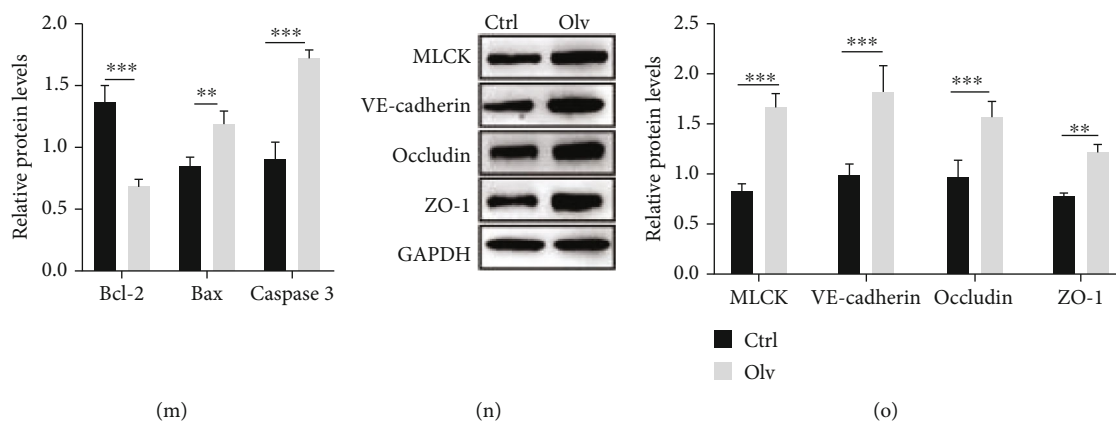 Relative protein levels
2.0
1.5
1.0
0.5
0.0
***
**
***
Bcl-2 Bax Caspase 3
(m)
Ctrl Olv
MLCK
VE-cadherin
Occludin
ZO-1
GAPDH
(n)
Relative protein levels
2.5
2.0
1.5
1.0
0.5
0.0
***
***
***
**
MLCK VE-cadherin Occludin ZO-1
Ctrl
Olv
(o)